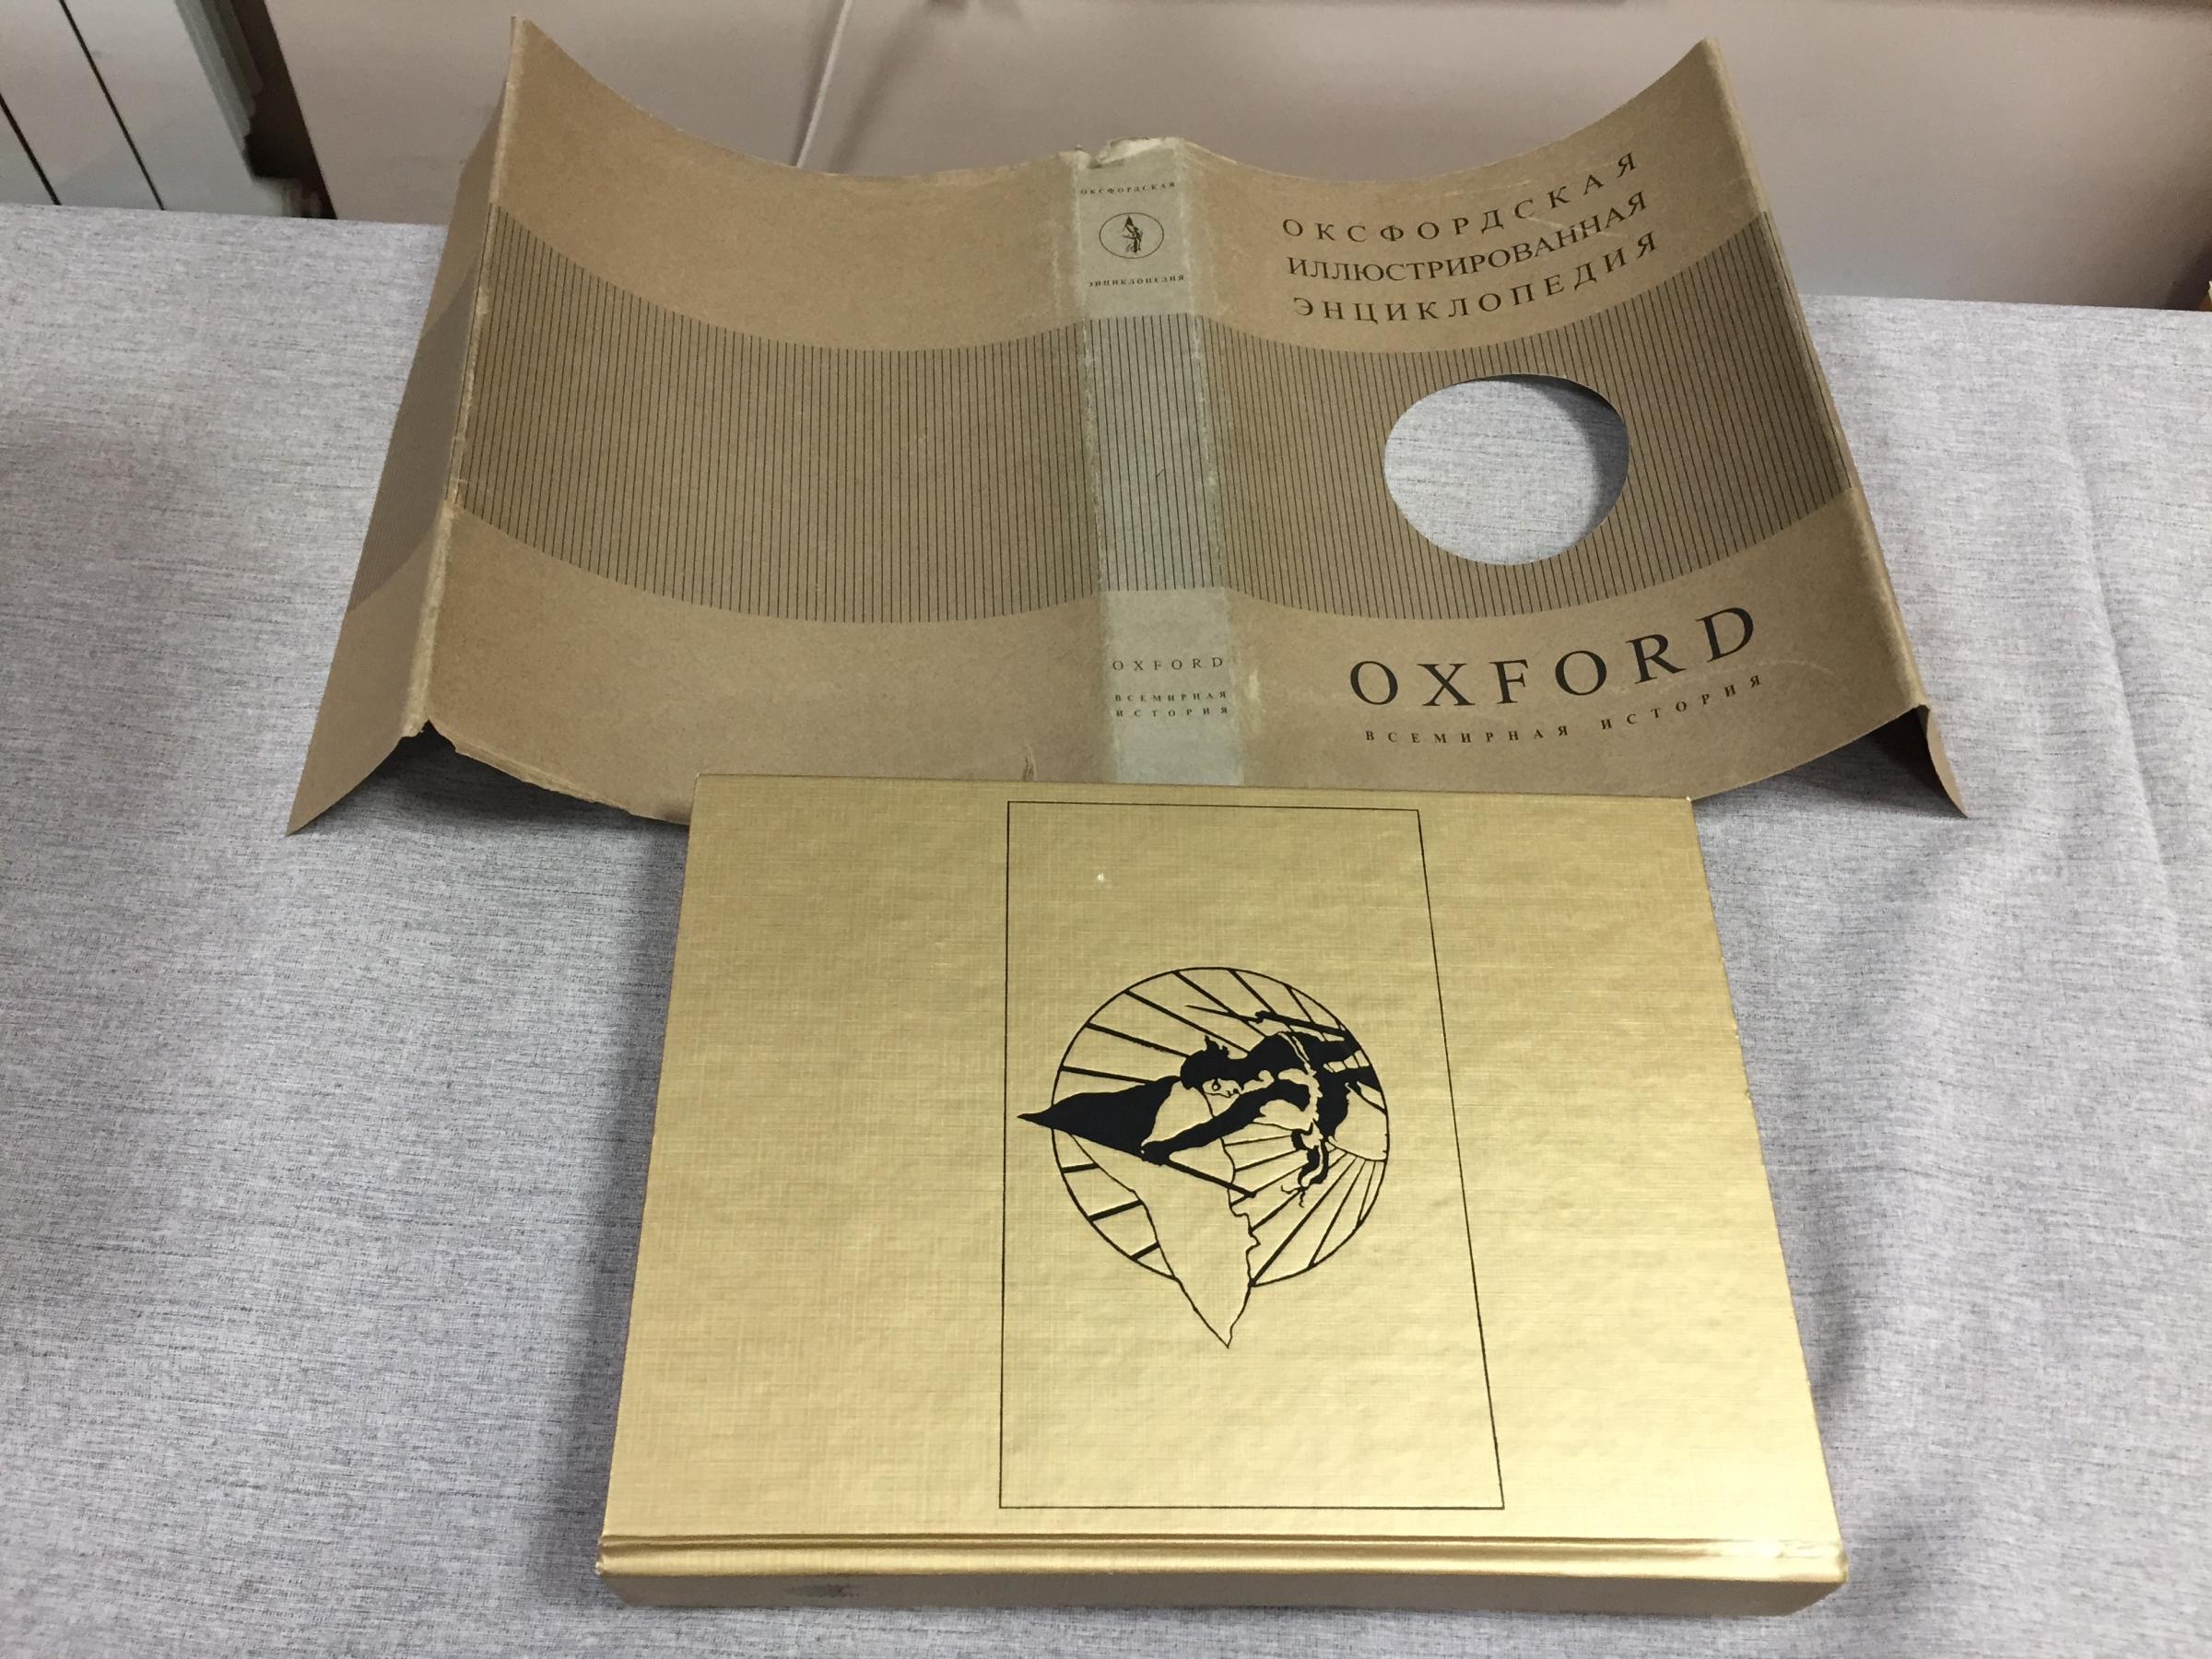 ОКСФОРДСКАЯ
ЭНЦИКЛОПЕДИЯ
OXFORD
ВСЕМИРНАЯ
ИСТОРИЯ
ОКСФОРДСКАЯ
ИЛЛЮСТРИРОВАННАЯ
ЭНЦИКЛОПЕДИЯ
OXFORD
ВСЕМИРНАЯ ИСТОРИЯ